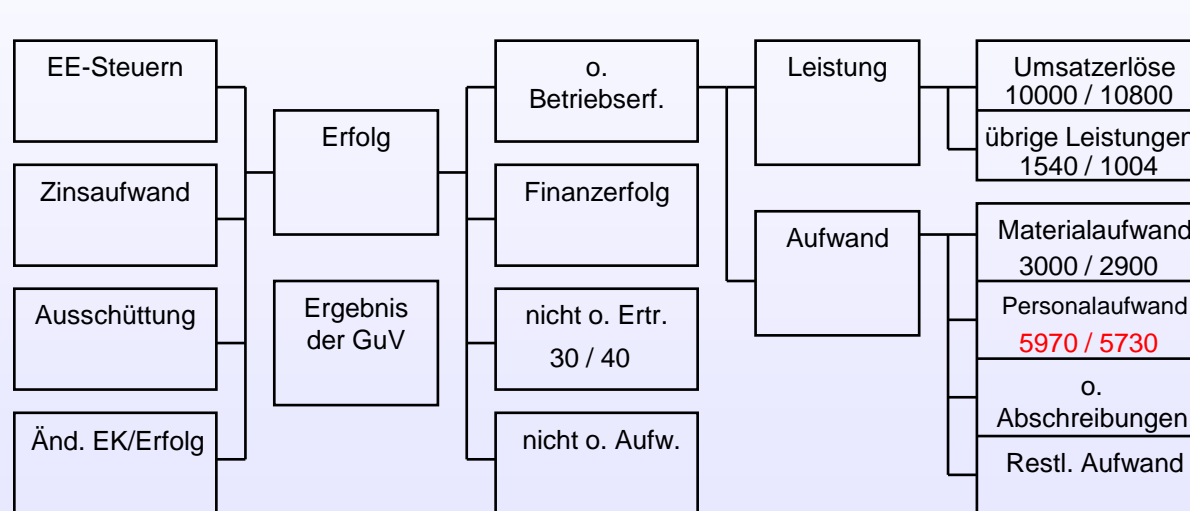 EE-Steuern
Zinsaufwand
Ausschüttung
Änd. EK/Erfolg
Erfolg
Ergebnis
der GuV
o.
Betriebserf.
Finanzerfolg
nicht o. Ertr.
30 / 40
nicht o. Aufw.
Leistung
Aufwand
Umsatzerlöse
10000 / 10800
übrige Leistungen
1540 / 1004
Materialaufwand
3000 / 2900
Personalaufwand
5970 / 5730
o.
Abschreibungen
Restl. Aufwand